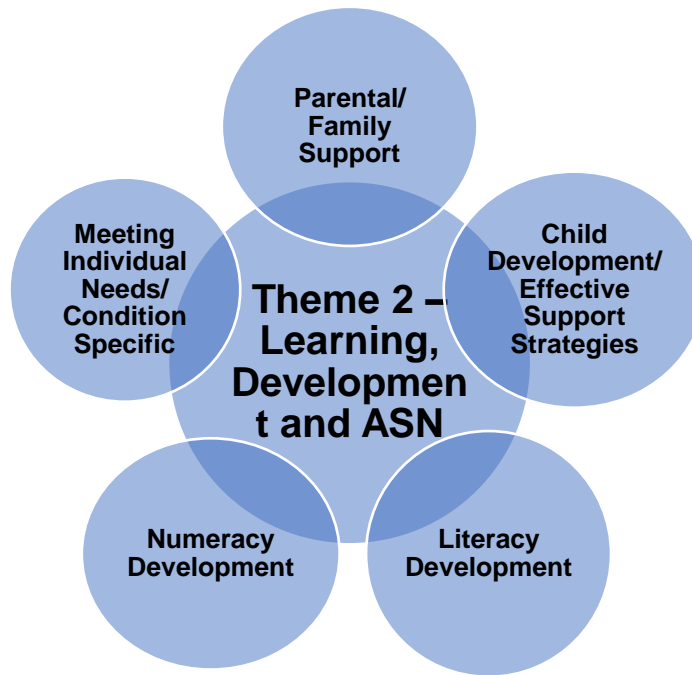 Parental/
Family
Support
Meeting
Individual
Needs/
Condition
Specific
Child
Development/
Effective
Support
Strategies
Theme 2 –
Learning,
Developmen
t and ASN
Numeracy
Development
Literacy
Development